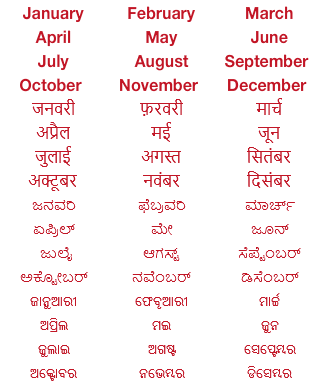 January February March
April May June
July August September
October November December
जनवरी फ़रवरी मार्च
अप्रैल मई जून
जुलाई अगस्त सितंबर
अक्टूबर नवंबर दिसंबर
ಜನವರಿ ಫೆಬ್ರವರಿ ಮಾರ್ಚ್
ಏಪ್ರಿಲ್ ಮೇ ಜೂನ್
ಜುಲೈ ಆಗಸ್ಟ್ ಸೆಪ್ಟೆಂಬರ್
ಅಕ್ಟೋಬರ್ ನವೆಂಬರ್ ಡಿಸೆಂಬರ್
ଜାନୁଆରୀ ଫେବୃଆରୀ ମାର୍ଚ୍ଚ
ଅପ୍ରିଲ ମଇ ଜୁନ
ଜୁଲାଇ ଅଗଷ୍ଟ ସେପ୍ଟେମ୍ବର
ଅକ୍ଟୋବର ନଭେମ୍ବର ଡିସେମ୍ବର